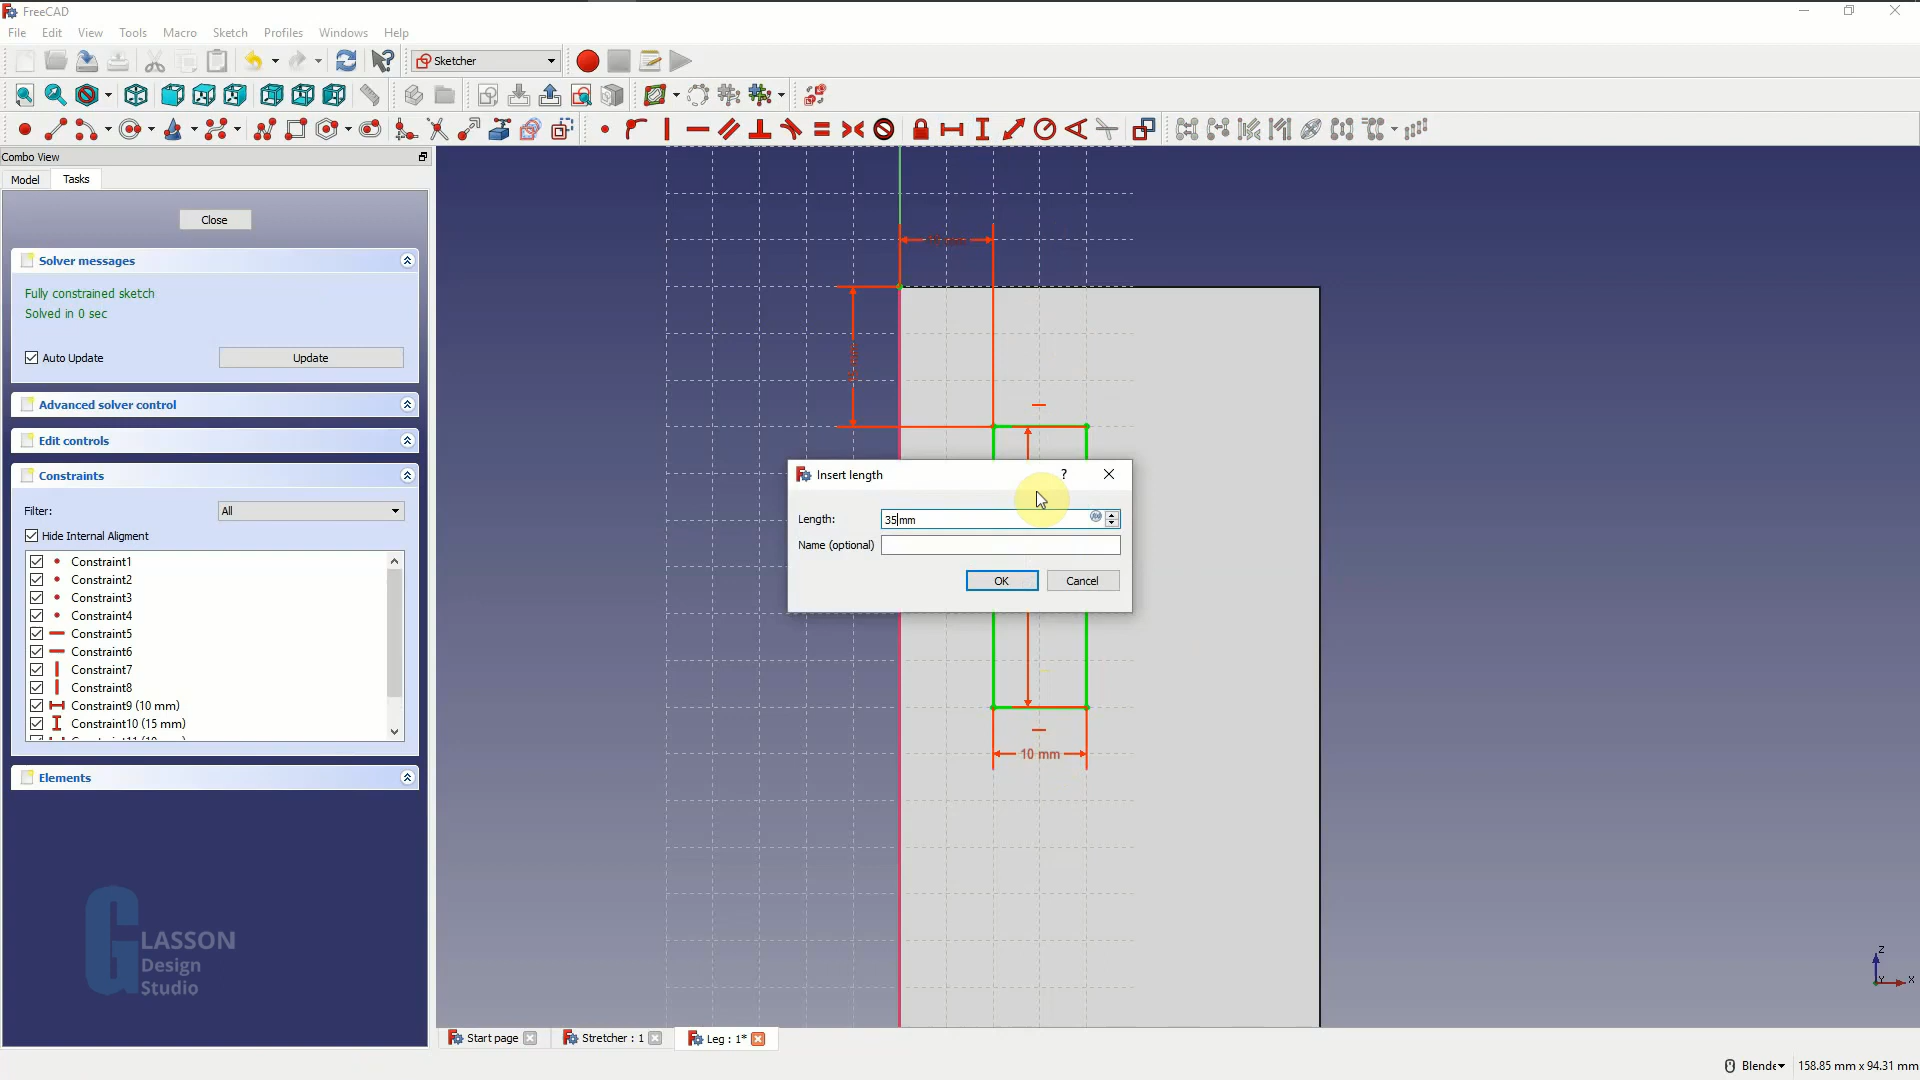 FreeCAD
File Edit View Tools Macro Sketch Profiles Windows Help
Sketcher
Combo View
Model Tasks
Close
Solver messages
Fully constrained sketch
Solved in 0 sec
Auto Update Update
Advanced solver control
Edit controls
Constraints
Filter: All
Hide Internal Aligment
Constraint1
Constraint2
Constraint3
Constraint4
Constraint5
Constraint6
Constraint7
Constraint8
Constraint9 (10 mm)
Constraint10 (15 mm)
Elements
GLASSON
Design
Studio
Insert length ?
Length: 35mm
Name (optional)
OK Cancel
10 mm
Z
Y X
Start page Stretcher : 1 Leg : 1*
Blende 158.85 mm x 94.31 mm